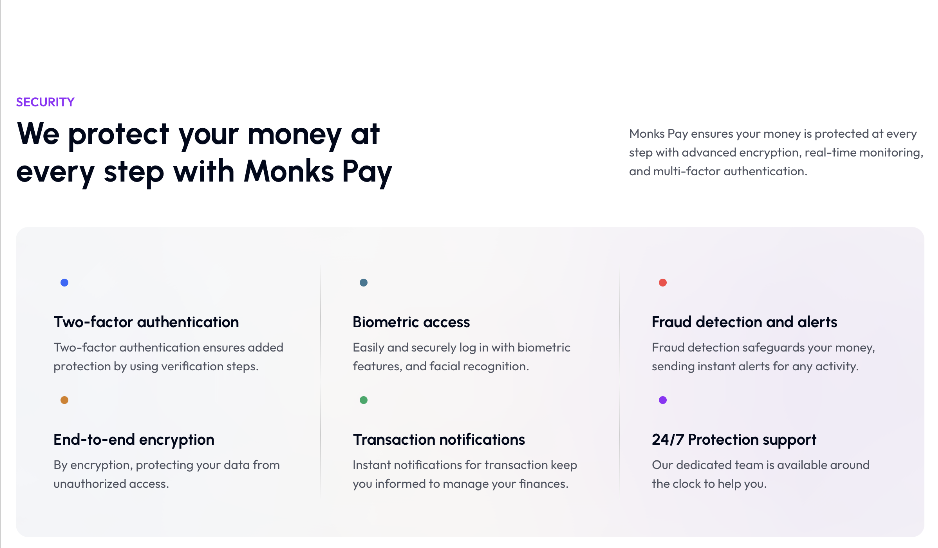 SECURITY
We protect your money at
every step with Monks Pay
Monks Pay ensures your money is protected at every
step with advanced encryption, real-time monitoring,
and multi-factor authentication.
Two-factor authentication
Two-factor authentication ensures added
protection by using verification steps.
Biometric access
Easily and securely log in with biometric
features, and facial recognition.
Fraud detection and alerts
Fraud detection safeguards your money,
sending instant alerts for any activity.
End-to-end encryption
By encryption, protecting your data from
unauthorized access.
Transaction notifications
Instant notifications for transaction keep
you informed to manage your finances.
24/7 Protection support
Our dedicated team is available around
the clock to help you.